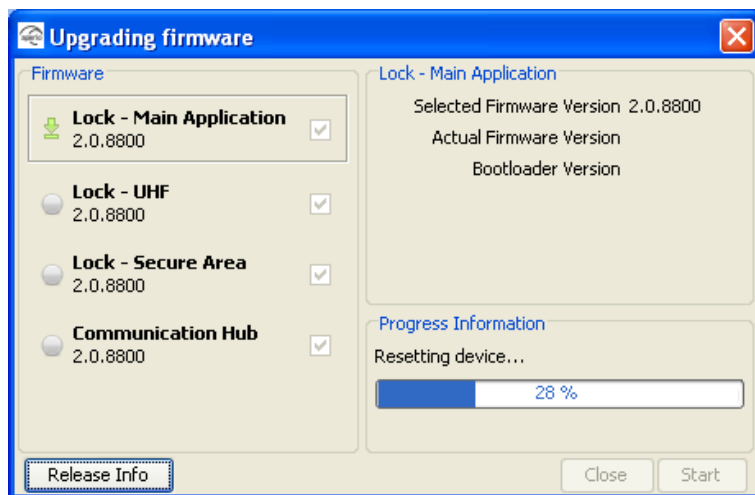 Upgrading firmware
Firmware
Lock - Main Application
2.0.8800
Lock - UHF
2.0.8800
Lock - Secure Area
2.0.8800
Communication Hub
2.0.8800
Lock - Main Application
Selected Firmware Version 2.0.8800
Actual Firmware Version
Bootloader Version
Progress Information
Resetting device...
28 %
Release Info
Close
Start